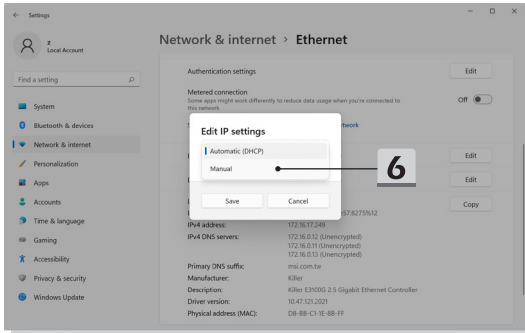 Settings
z
Local Account
Find a setting
System
Bluetooth & devices
Network & internet
Personalization
Apps
Accounts
Time & language
Gaming
Accessibility
Privacy & security
Windows Update
Network & internet > Ethernet
Authentication settings
Edit
Metered connection
Some apps might work differently to reduce data usage when you're connected to
this network
Off
Edit IP settings
Automatic (DHCP)
Manual
6
Save
Cancel
Edit
Edit
Copy
IPv4 address: 172.16.17.249
IPv4 DNS servers: 172.16.0.12 (Unencrypted)
172.16.0.11 (Unencrypted)
172.16.0.13 (Unencrypted)
Primary DNS suffix: msi.com.tw
Manufacturer: Killer
Description: Killer E3100G 2.5 Gigabit Ethernet Controller
Driver version: 10.47.121.2021
Physical address (MAC): D8-BB-C1-1E-8B-FF